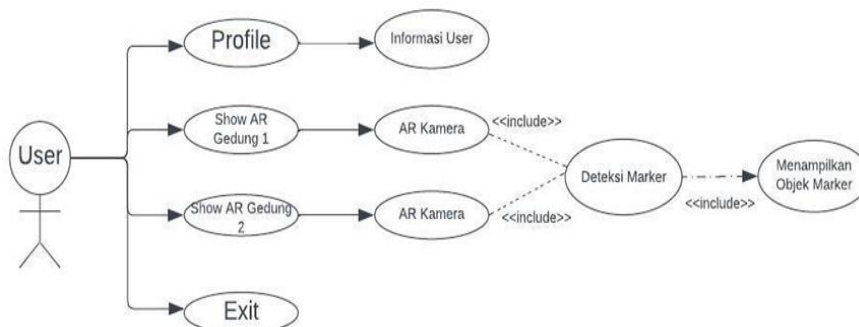 Profile
Informasi User
Show AR
Gedung 1
AR Kamera
<<include>>
User
Deteksi Marker
Menampilkan
Objek Marker
<<include>>
Show AR Gedung
2
AR Kamera
<<include>>
Exit